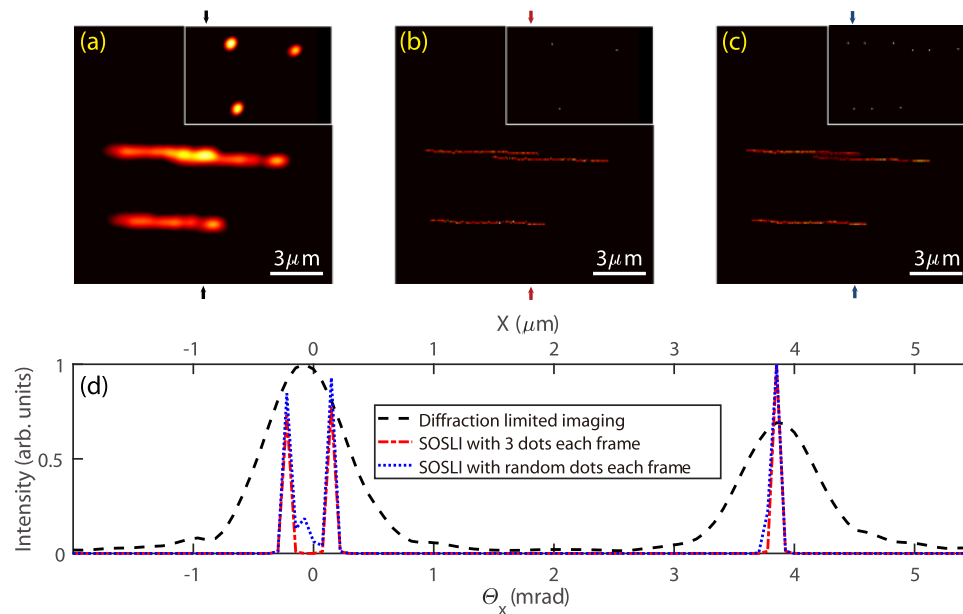 (a)
(b)
(c)
3μm
3μm
3μm
X (μm)
-1 0 1 2 3 4 5
(d)
1
0.5
0
Intensity (arb. units)
Diffraction limited imaging
SOSLI with 3 dots each frame
SOSLI with random dots each frame
-1 0 1 2 3 4 5
Θx (mrad)